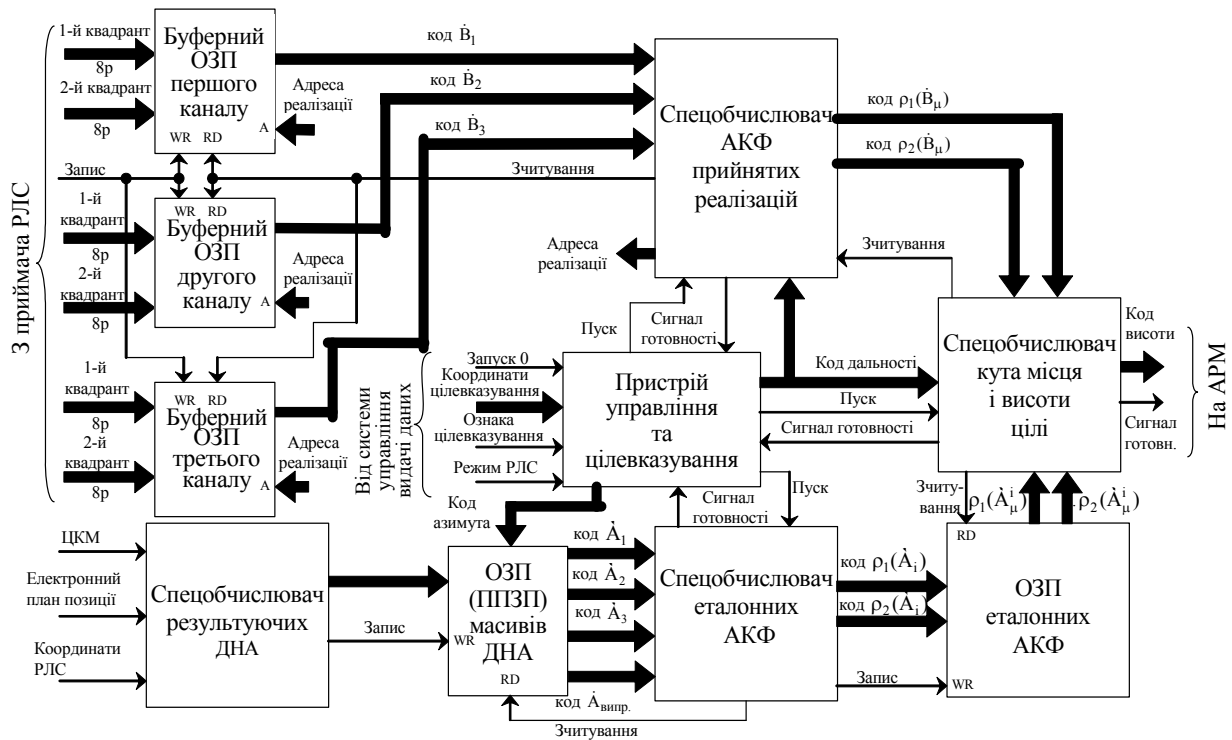 1-й квадрант
8р
2-й квадрант
8р
Буферний
ОЗП
першого
каналу
WR
RD
A
Адреса
реалізації
код Ḃ₁
код Ḃ₂
код Ḃ₃
Запис
Зчитування
З приймача РЛС
1-й
квадрант
8р
2-й
квадрант
8р
WR
RD
Буферний
ОЗП
другого
каналу
A
Адреса
реалізації
1-й
квадрант
8р
2-й
квадрант
8р
WR
RD
Буферний
ОЗП
третього
каналу
A
Адреса
реалізації
Спецобчислювач
АКФ
прийнятих
реалізацій
код ρ₁(Ḃμ)
код ρ₂(Ḃμ)
Адреса
реалізації
Зчитування
Пуск
Сигнал
готовності
Від системи
управління
видачі даних
Запуск 0
Координати
цілевказування
Ознака
цілевказування
Режим РЛС
Пристрій
управління
та
цілевказування
Код дальності
Пуск
Сигнал готовності
Спецобчислювач
кута місця
і висоти
цілі
Код
висоти
Сигнал
готовн.
На АРМ
Код
азимута
Сигнал
готовності
Пуск
Зчиту-
вання
ρ₁(Ȧμⁱ)
ρ₂(Ȧμⁱ)
ЦКМ
Електронний
план позиції
Координати
РЛС
Спецобчислювач
результуючих
ДНА
Запис
ОЗП
(ППЗП)
масивів
ДНА
WR
RD
код Ȧ₁
код Ȧ₂
код Ȧ₃
код Ȧвипр.
Зчитування
Спецобчислювач
еталонних
АКФ
код ρ₁(Ȧᵢ)
код ρ₂(Ȧᵢ)
Запис
RD
ОЗП
еталонних
АКФ
WR